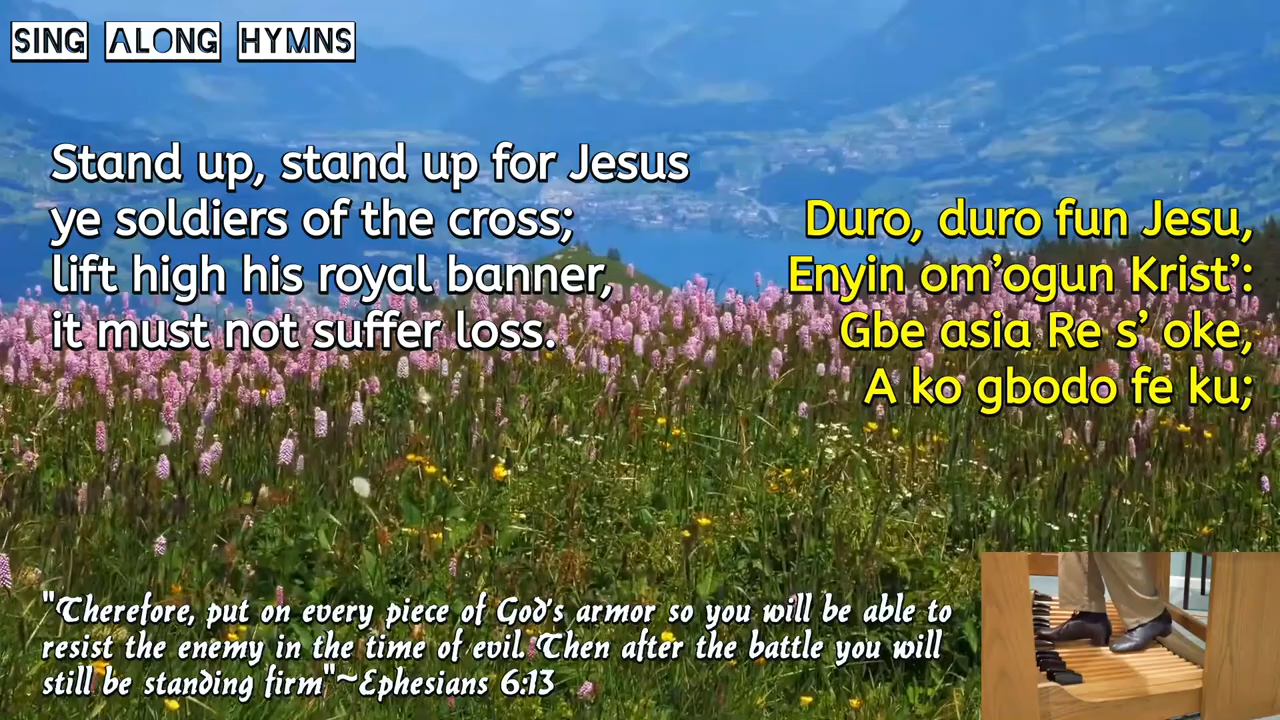 SING ALONG HYMNS
Stand up, stand up for Jesus
ye soldiers of the cross;
lift high his royal banner,
it must not suffer loss.
Duro, duro fun Jesu,
Enyin om'ogun Krist':
Gbe asia Re s' oke,
A ko gbodo fe ku;
"Therefore, put on every piece of God's armor so you will be able to
resist the enemy in the time of evil. Then after the battle you will
still be standing firm"~Ephesians 6:13